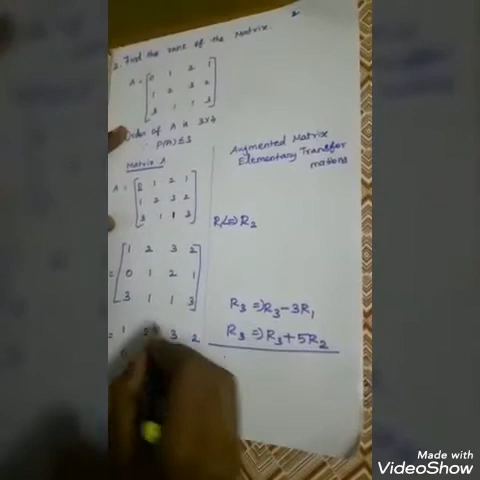 2. Find the rank of the Matrix.
A = [0 1 2 1
1 2 3 2
3 1 1 3]
Order of A is 3x4
∴ P(A) ≤ 3
Matrix A
Augmented Matrix
Elementary Transfor
mations
A = [0 1 2 1
1 2 3 2
3 1 1 3]
R₁ <=> R₂
= [1 2 3 2
0 1 2 1
3 1 1 3]
R₃ => R₃ - 3R₁
R₃ => R₃ + 5R₂
= 1 2 3 2
Made with
VideoShow